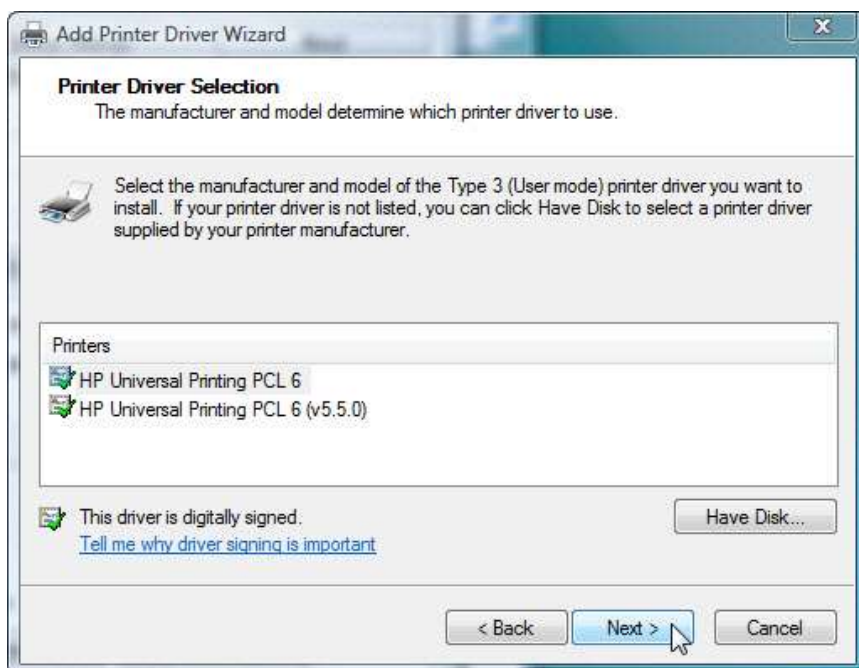 Add Printer Driver Wizard
Printer Driver Selection
The manufacturer and model determine which printer driver to use.
Select the manufacturer and model of the Type 3 (User mode) printer driver you want to
install. If your printer driver is not listed, you can click Have Disk to select a printer driver
supplied by your printer manufacturer.
Printers
HP Universal Printing PCL 6
HP Universal Printing PCL 6 (v5.5.0)
This driver is digitally signed.
Have Disk...
Tell me why driver signing is important
< Back
Next >
Cancel